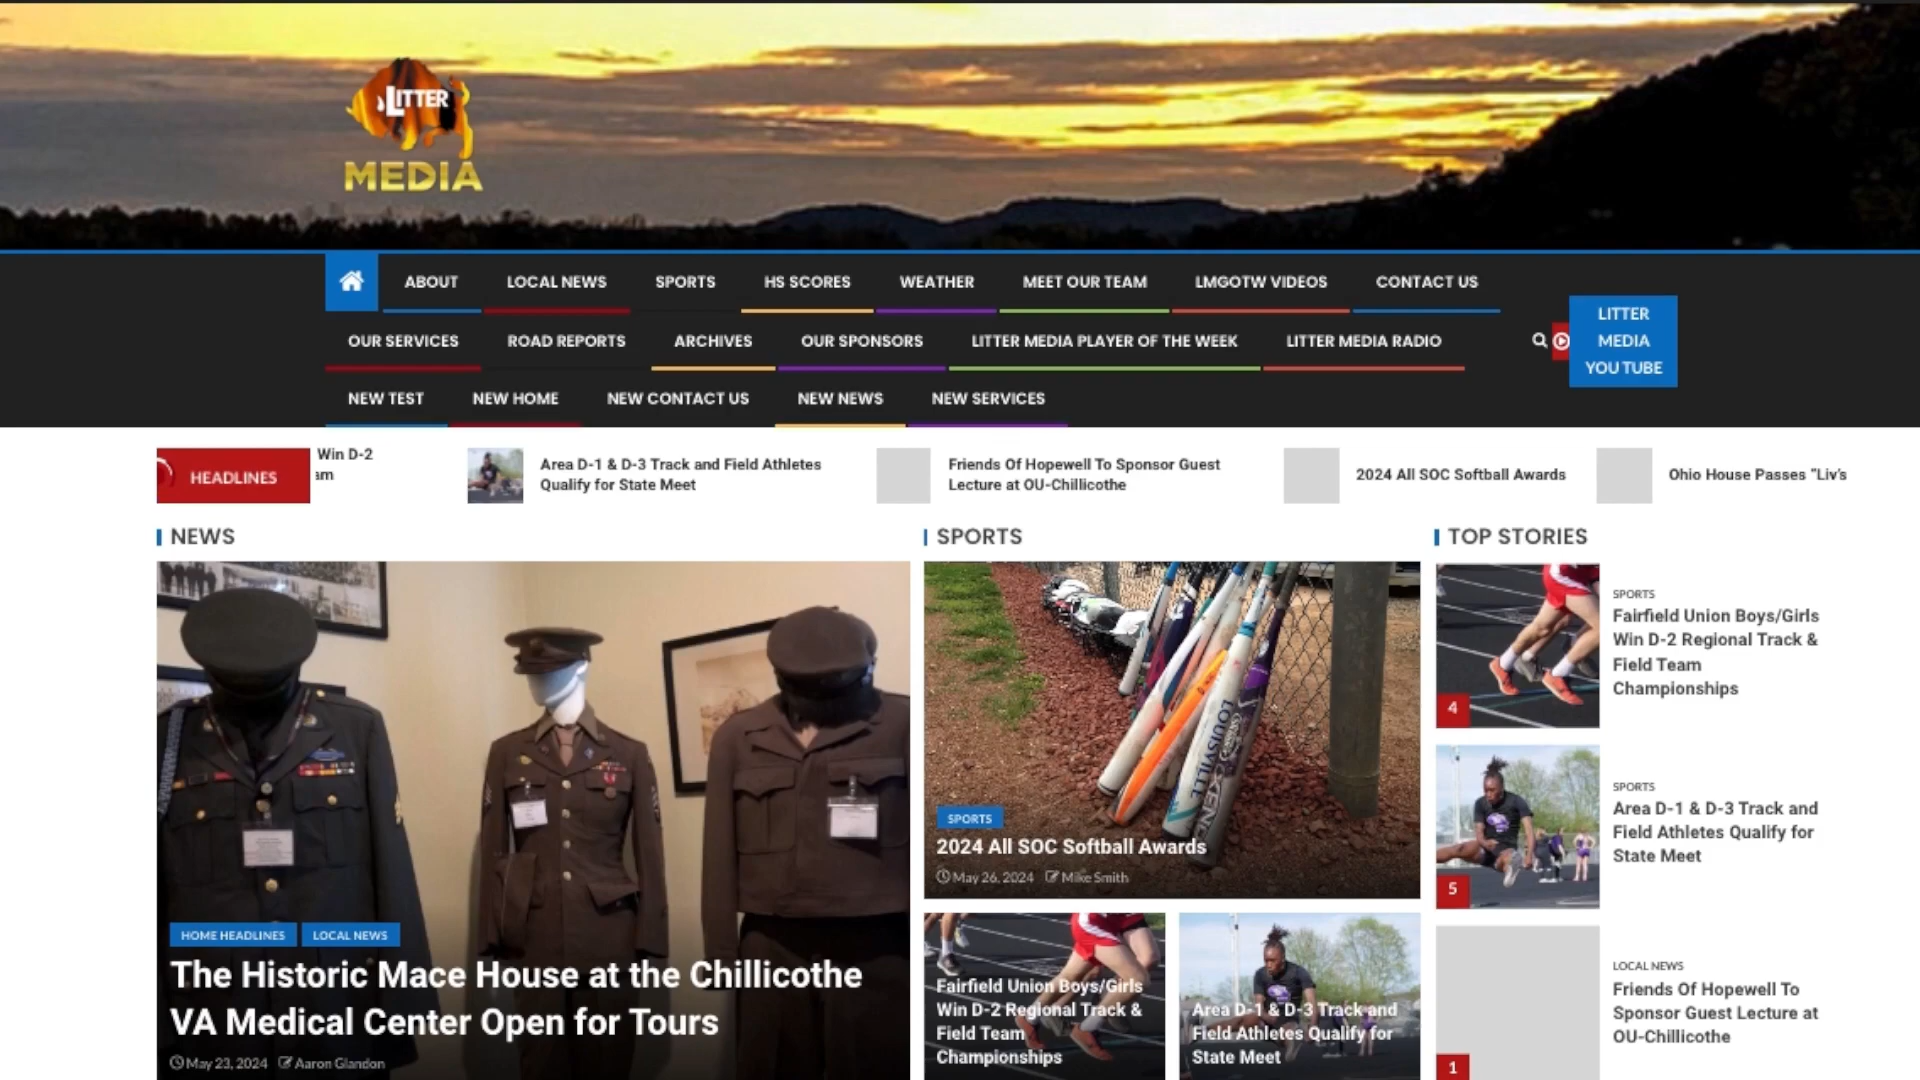 LITTER
MEDIA
ABOUT
LOCAL NEWS
SPORTS
HS SCORES
WEATHER
MEET OUR TEAM
LMGOTW VIDEOS
CONTACT US
OUR SERVICES
ROAD REPORTS
ARCHIVES
OUR SPONSORS
LITTER MEDIA PLAYER OF THE WEEK
LITTER MEDIA RADIO
LITTER
MEDIA
YOU TUBE
NEW TEST
NEW HOME
NEW CONTACT US
NEW NEWS
NEW SERVICES
HEADLINES
Win D-2
am
Area D-1 & D-3 Track and Field Athletes
Qualify for State Meet
Friends Of Hopewell To Sponsor Guest
Lecture at OU-Chillicothe
2024 All SOC Softball Awards
Ohio House Passes "Liv's
NEWS
HOME HEADLINES
LOCAL NEWS
The Historic Mace House at the Chillicothe
VA Medical Center Open for Tours
May 23, 2024
Aaron Glandon
SPORTS
LOUISVILLE
SPORTS
2024 All SOC Softball Awards
May 26, 2024
Mike Smith
Fairfield Union Boys/Girls
Win D-2 Regional Track &
Field Team
Championships
Area D-1 & D-3 Track and
Field Athletes Qualify for
State Meet
TOP STORIES
4
SPORTS
Fairfield Union Boys/Girls
Win D-2 Regional Track &
Field Team
Championships
5
SPORTS
Area D-1 & D-3 Track and
Field Athletes Qualify for
State Meet
1
LOCAL NEWS
Friends Of Hopewell To
Sponsor Guest Lecture at
OU-Chillicothe